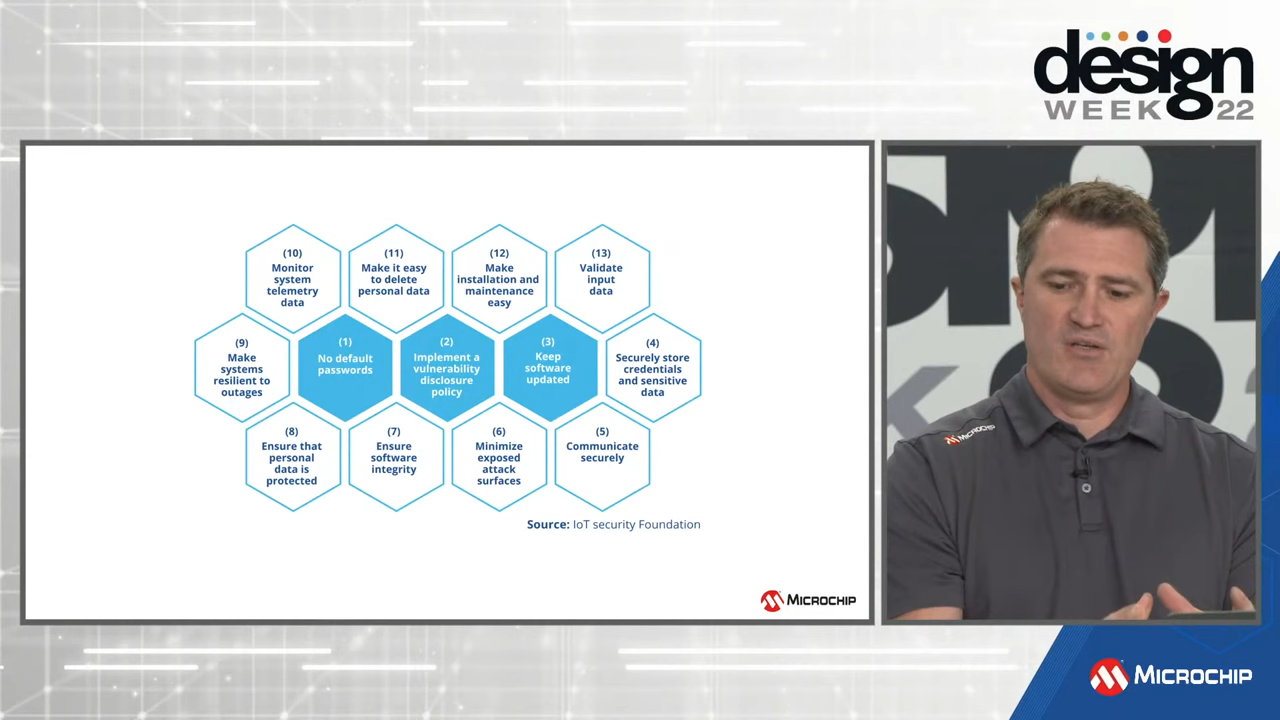 design
WEEK 22
(10)
Monitor
system
telemetry
data
(11)
Make it easy
to delete
personal data
(12)
Make
installation and
maintenance
easy
(13)
Validate
input
data
(9)
Make
systems
resilient to
outages
(1)
No default
passwords
(2)
Implement a
vulnerability
disclosure
policy
(3)
Keep
software
updated
(4)
Securely store
credentials
and sensitive
data
(8)
Ensure that
personal
data is
protected
(7)
Ensure
software
integrity
(6)
Minimize
exposed
attack
surfaces
(5)
Communicate
securely
Source: IoT security Foundation
MICROCHIP
MICROCHIP
MICROCHIP